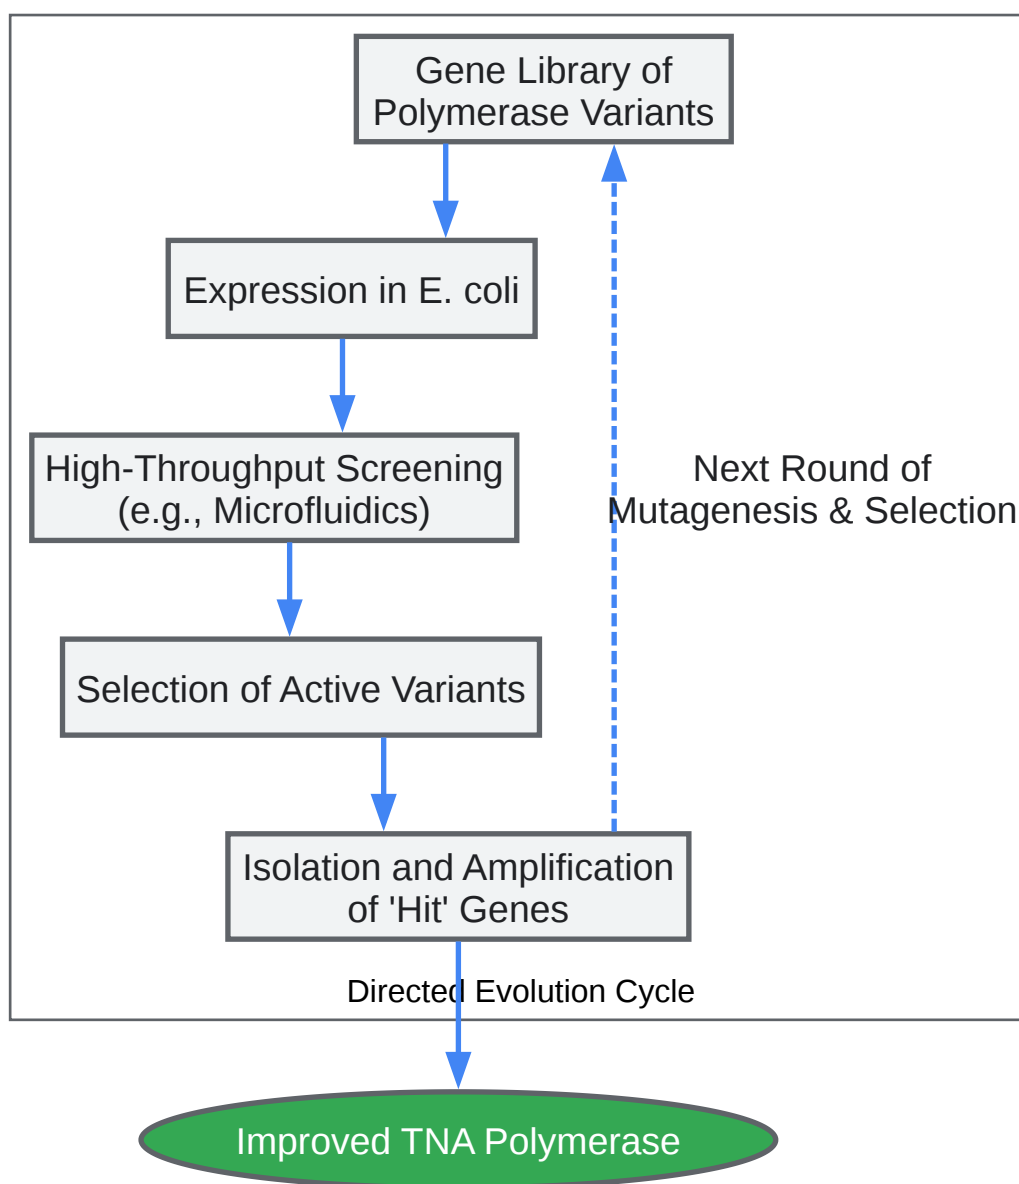 Gene Library of
Polymerase Variants
Expression in E. coli
High-Throughput Screening
(e.g., Microfluidics)
Next Round of
Mutagenesis & Selection
Selection of Active Variants
Isolation and Amplification
of 'Hit' Genes
Directed Evolution Cycle
Improved TNA Polymerase